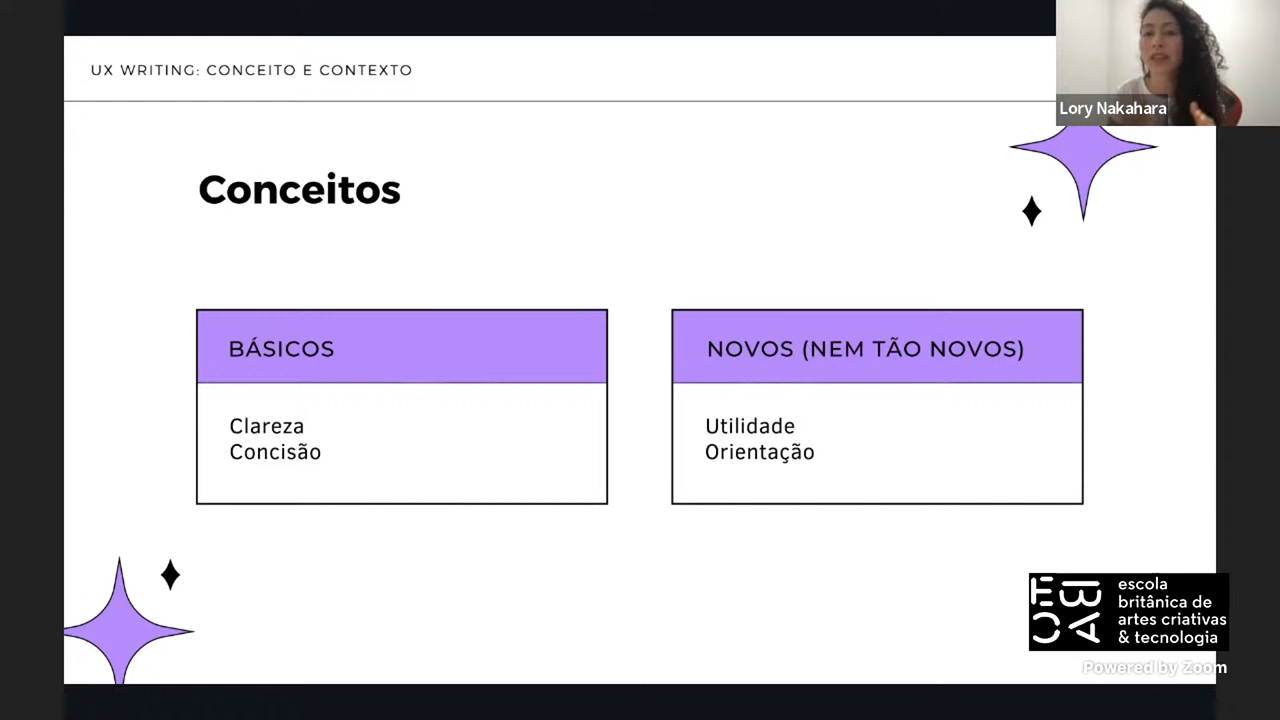 UX WRITING: CONCEITO E CONTEXTO
Lory Nakahara
Conceitos
BÁSICOS
Clareza
Concisão
NOVOS (NEM TÃO NOVOS)
Utilidade
Orientação
EBAC
escola
britânica de
artes criativas
& tecnologia
Powered by Zoom